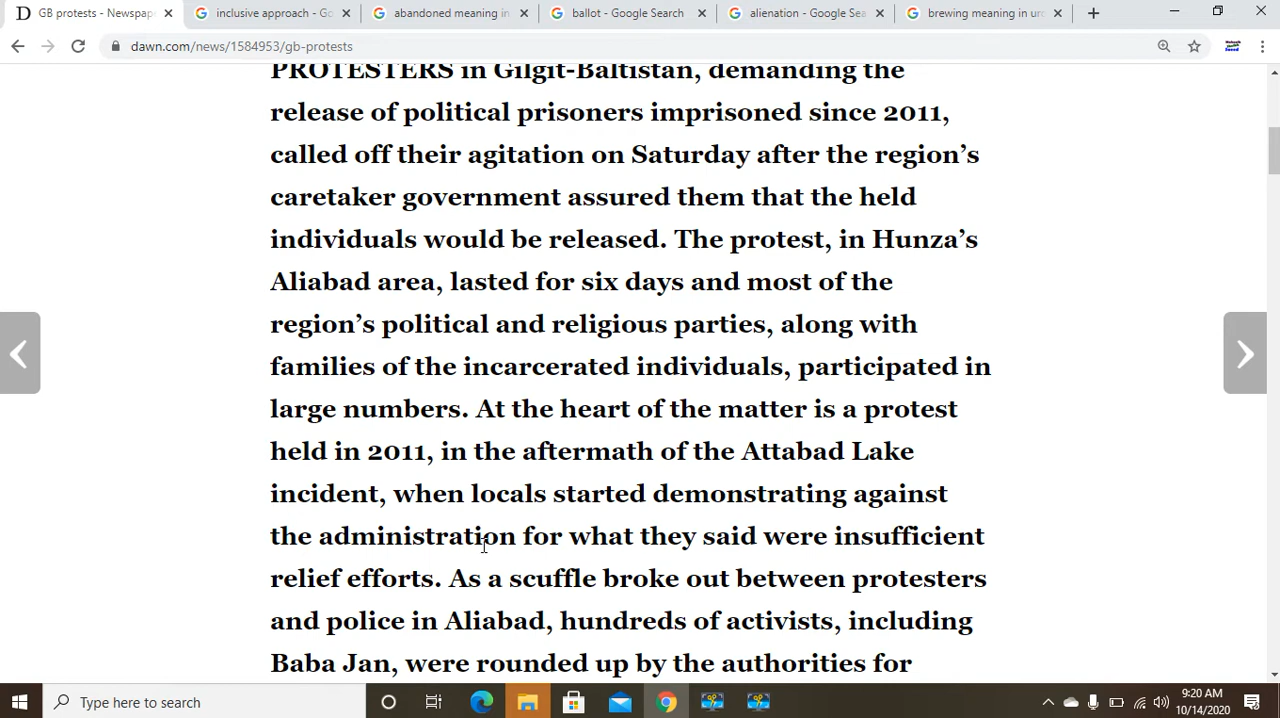 GB protests - Newspape
inclusive approach - Go
abandoned meaning in
ballot - Google Search
alienation - Google Sea
brewing meaning in urd
dawn.com/news/1584953/gb-protests
PROTESTERS in Gilgit-Baltistan, demanding the
release of political prisoners imprisoned since 2011,
called off their agitation on Saturday after the region’s
caretaker government assured them that the held
individuals would be released. The protest, in Hunza’s
Aliabad area, lasted for six days and most of the
region’s political and religious parties, along with
families of the incarcerated individuals, participated in
large numbers. At the heart of the matter is a protest
held in 2011, in the aftermath of the Attabad Lake
incident, when locals started demonstrating against
the administration for what they said were insufficient
relief efforts. As a scuffle broke out between protesters
and police in Aliabad, hundreds of activists, including
Baba Jan, were rounded up by the authorities for
Type here to search
9:20 AM
10/14/2020